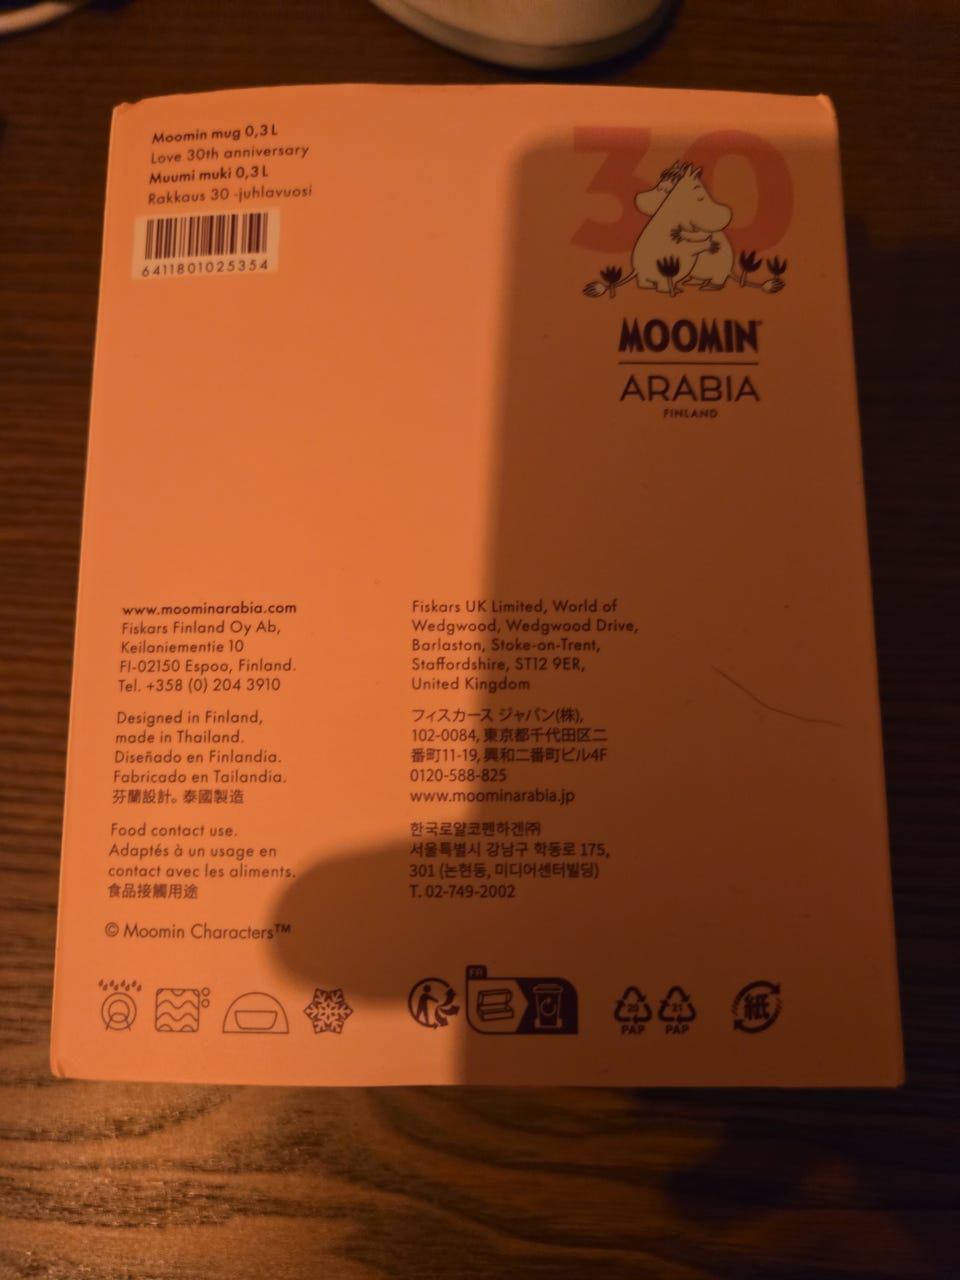 Moomin mug 0,3 L
Love 30th anniversary
Muumi muki 0,3 L
Rakkaus 30 -juhlavuosi
6411801025354
30
MOOMIN™
ARABIA
FINLAND
www.moominarabia.com
Fiskars Finland Oy Ab,
Keilaniementie 10
FI-02150 Espoo, Finland.
Tel. +358 (0) 204 3910
Designed in Finland,
made in Thailand.
Diseñado en Finlandia.
Fabricado en Tailandia.
芬蘭設計。泰國製造
Food contact use.
Adaptés à un usage en
contact avec les aliments.
食品接觸用途
© Moomin Characters™
Fiskars UK Limited, World of
Wedgwood, Wedgwood Drive,
Barlaston, Stoke-on-Trent,
Staffordshire, ST12 9ER,
United Kingdom
フィスカース ジャパン(株),
102-0084, 東京都千代田区二
番町11-19, 興和二番町ビル4F
0120-588-825
www.moominarabia.jp
한국로얄코펜하겐㈜
서울특별시 강남구 학동로 175,
301 (논현동, 미디어센터빌딩)
T. 02-749-2002
FR
20
PAP
21
PAP
紙